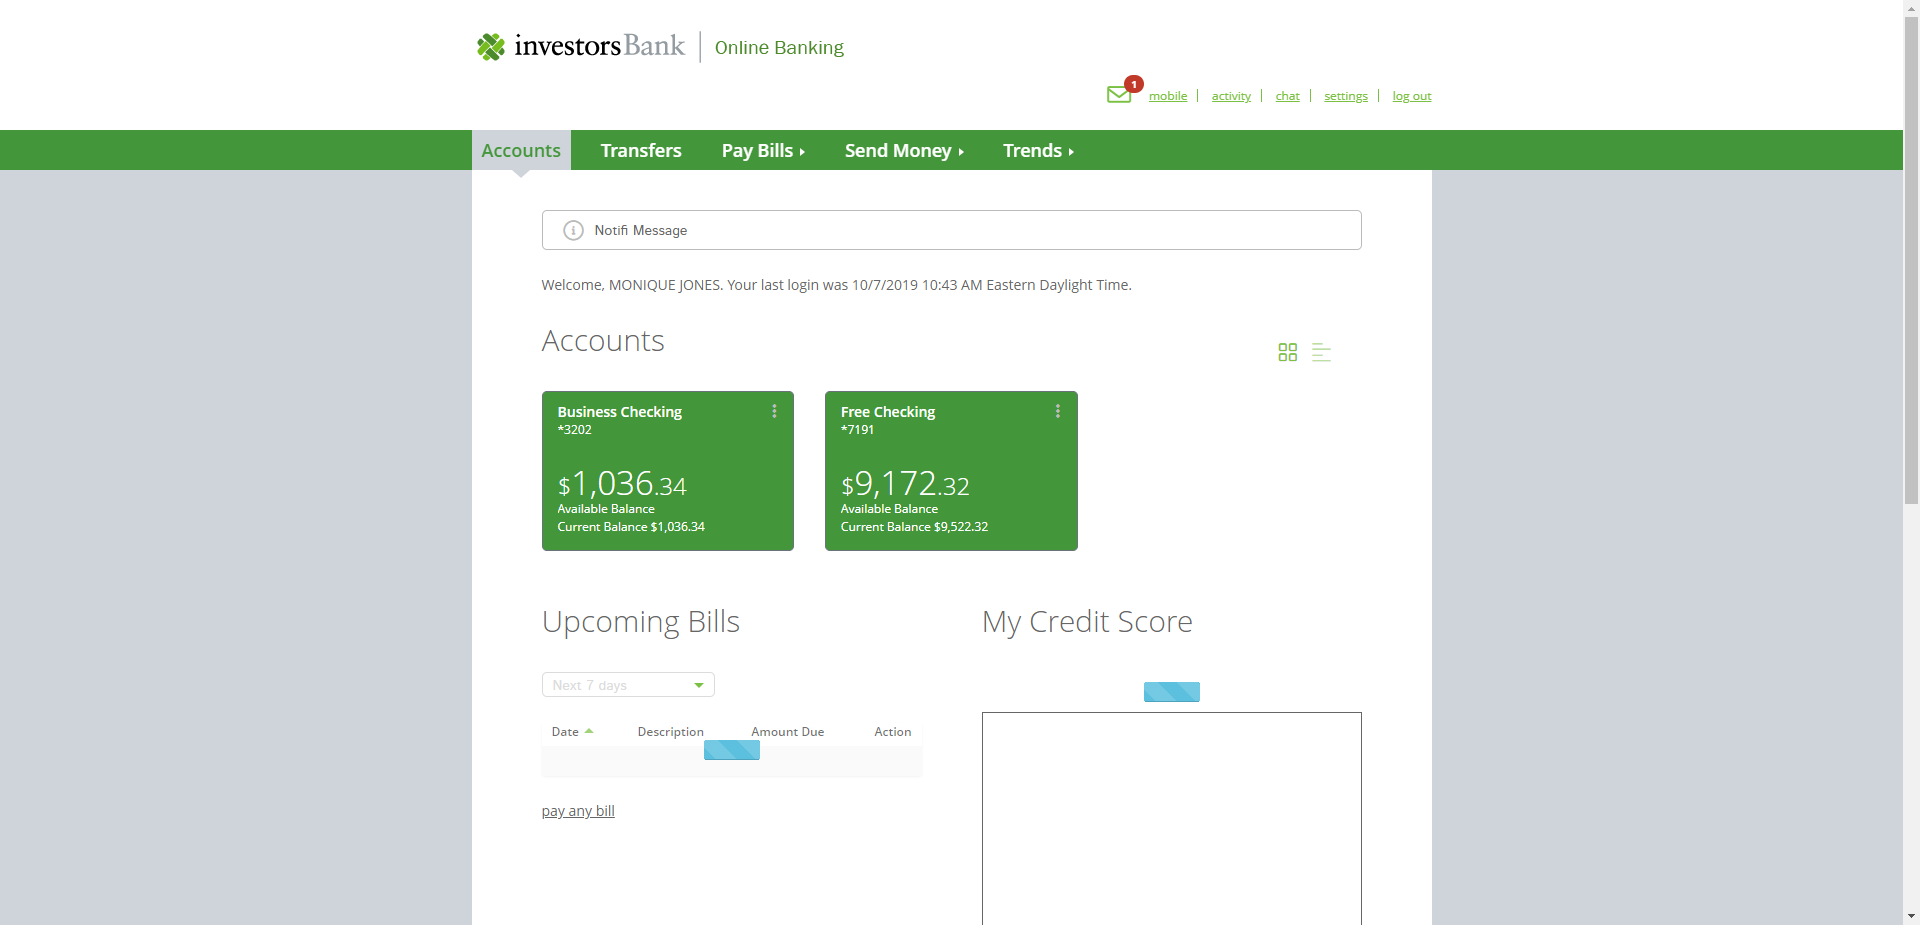 investorsBank Online Banking
1
mobile activity chat settings log out
Accounts Transfers Pay Bills Send Money Trends
Notifi Message
Welcome, MONIQUE JONES. Your last login was 10/7/2019 10:43 AM Eastern Daylight Time.
Accounts
Business Checking
*3202
$1,036.34
Available Balance
Current Balance $1,036.34
Free Checking
*7191
$9,172.32
Available Balance
Current Balance $9,522.32
Upcoming Bills
Next 7 days
Date Description Amount Due Action
pay any bill
My Credit Score